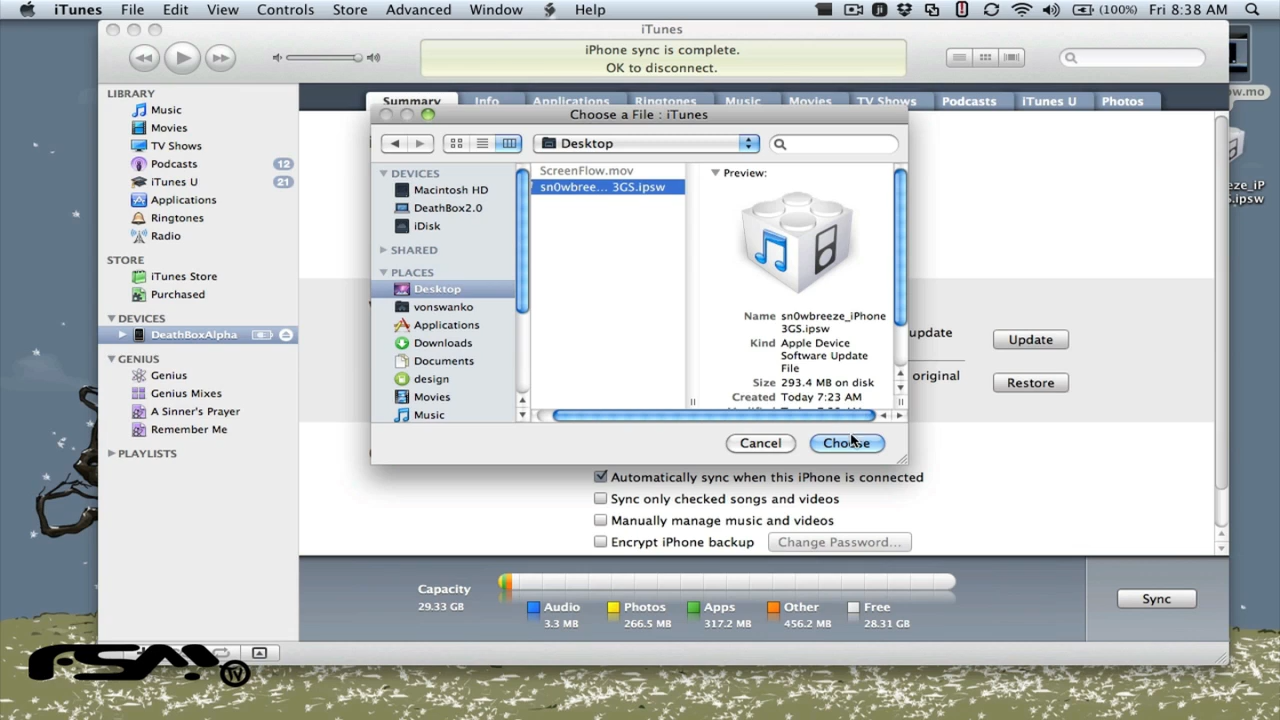 iTunes File Edit View Controls Store Advanced Window Help (100%) Fri 8:38 AM
iTunes
iPhone sync is complete.
OK to disconnect.
LIBRARY
Music
Movies
TV Shows
Podcasts 12
iTunes U 21
Applications
Ringtones
Radio
STORE
iTunes Store
Purchased
DEVICES
DeathBoxAlpha
GENIUS
Genius
Genius Mixes
A Sinner's Prayer
Remember Me
PLAYLISTS
Summary Info Applications Ringtones Music Movies TV Shows Podcasts iTunes U Photos
Choose a File : iTunes
Desktop
DEVICES
Macintosh HD
DeathBox2.0
iDisk
SHARED
PLACES
Desktop
vonswanko
Applications
Downloads
Documents
design
Movies
Music
ScreenFlow.mov
sn0wbree... 3GS.ipsw
Preview:
Name sn0wbreeze_iPhone
3GS.ipsw
Kind Apple Device
Software Update
File
Size 293.4 MB on disk
Created Today 7:23 AM
Cancel Choose
update Update
original Restore
Automatically sync when this iPhone is connected
Sync only checked songs and videos
Manually manage music and videos
Encrypt iPhone backup Change Password...
Capacity
29.33 GB
Audio
3.3 MB
Photos
266.5 MB
Apps
317.2 MB
Other
456.2 MB
Free
28.31 GB
Sync
ow.mo
eze_iP
S.ipsw
FSM
TV